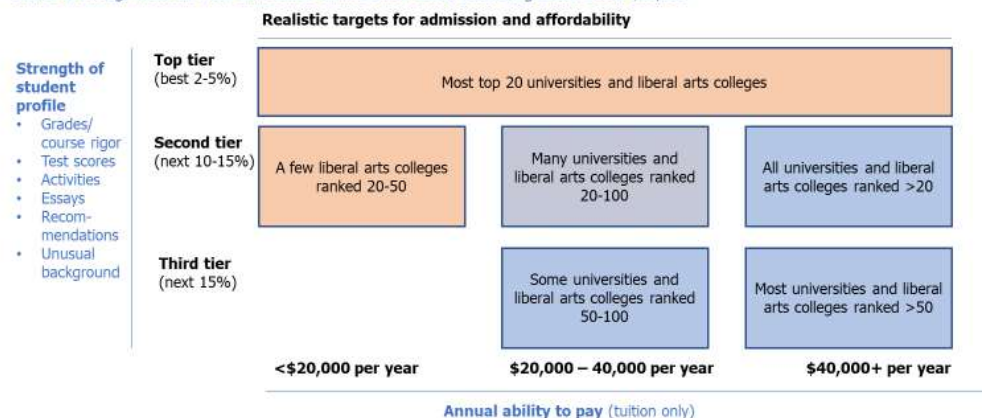 Realistic targets for admission and affordability
Strength of
student
profile
• Grades/
course rigor
• Test scores
• Activities
• Essays
• Recom-
mendations
• Unusual
background
Top tier
(best 2-5%)
Most top 20 universities and liberal arts colleges
Second tier
(next 10-15%)
A few liberal arts colleges
ranked 20-50
Many universities and
liberal arts colleges ranked
20-100
All universities and liberal
arts colleges ranked >20
Third tier
(next 15%)
Some universities and
liberal arts colleges ranked
50-100
Most universities and liberal
arts colleges ranked >50
<$20,000 per year
$20,000 – 40,000 per year
$40,000+ per year
Annual ability to pay (tuition only)